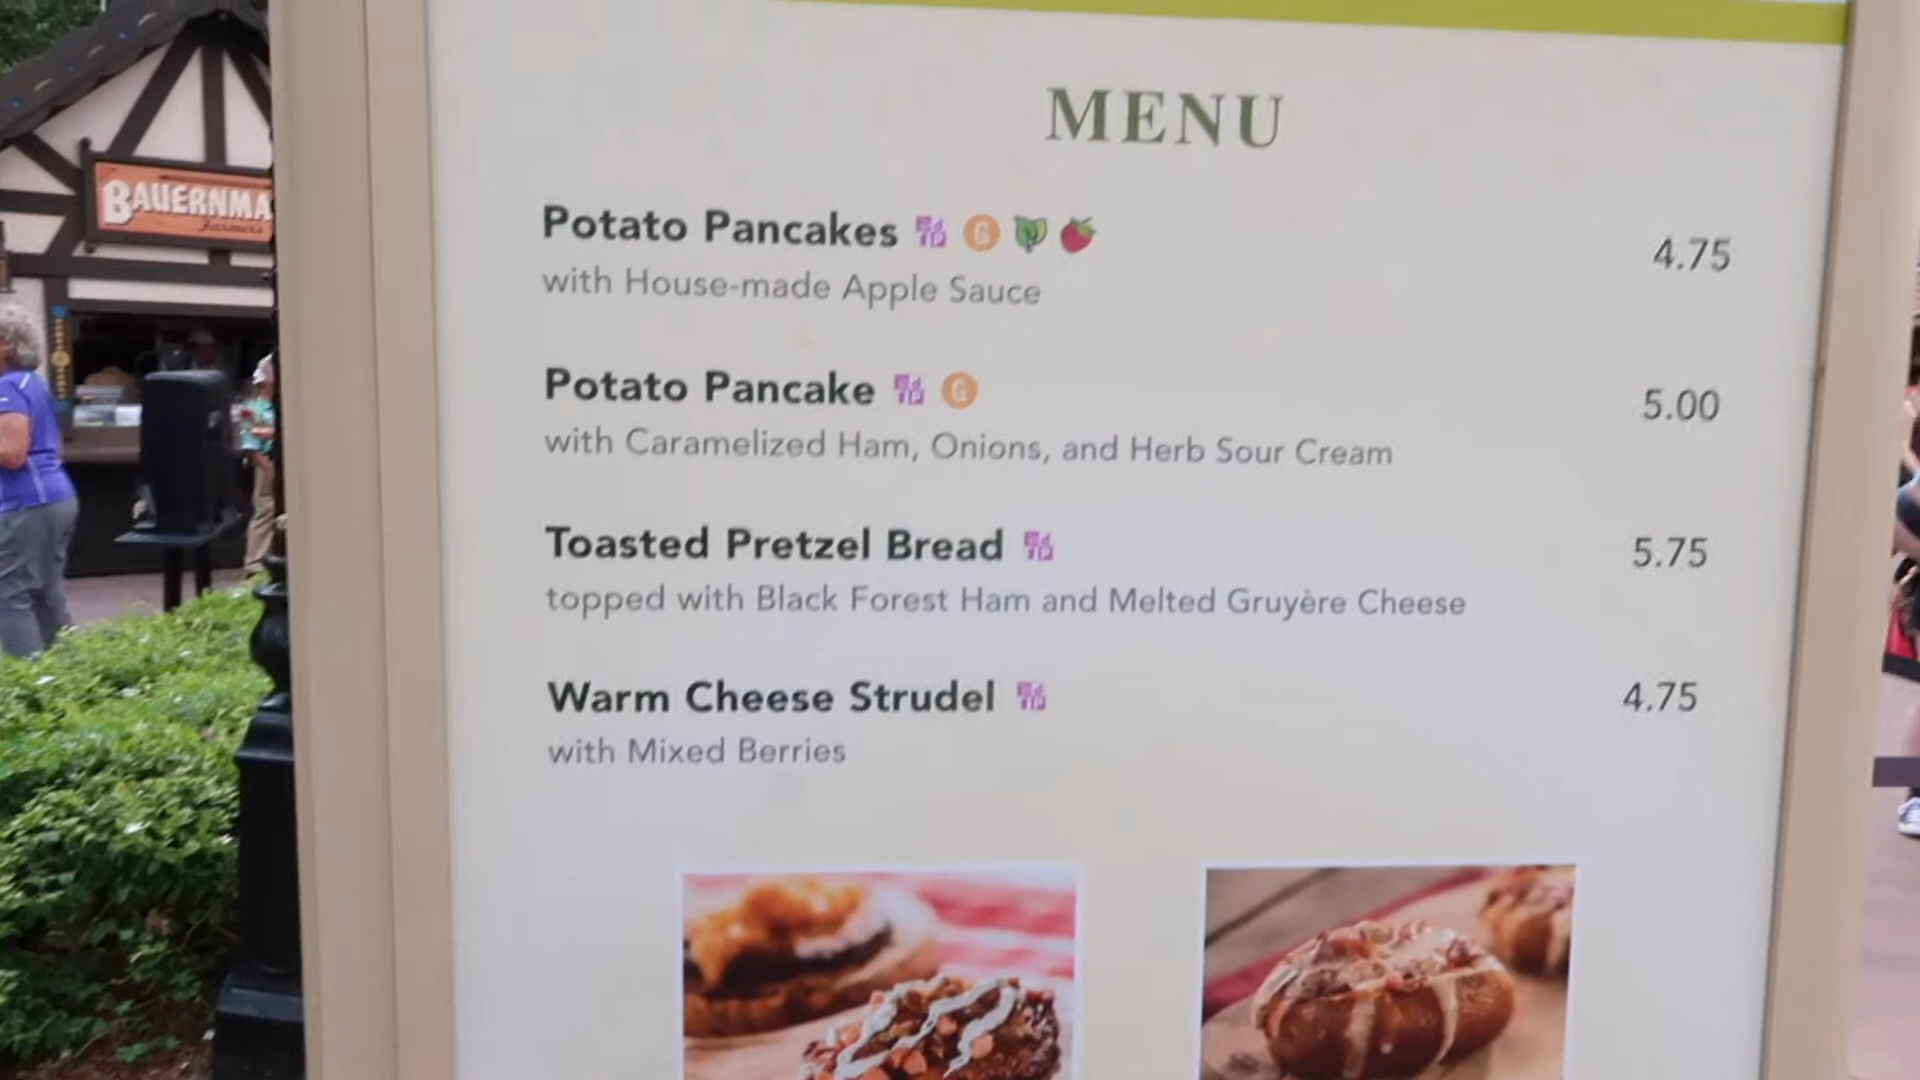 BAUERNMA
Farmers
MENU
Potato Pancakes G 4.75
with House-made Apple Sauce
Potato Pancake G 5.00
with Caramelized Ham, Onions, and Herb Sour Cream
Toasted Pretzel Bread 5.75
topped with Black Forest Ham and Melted Gruyère Cheese
Warm Cheese Strudel 4.75
with Mixed Berries